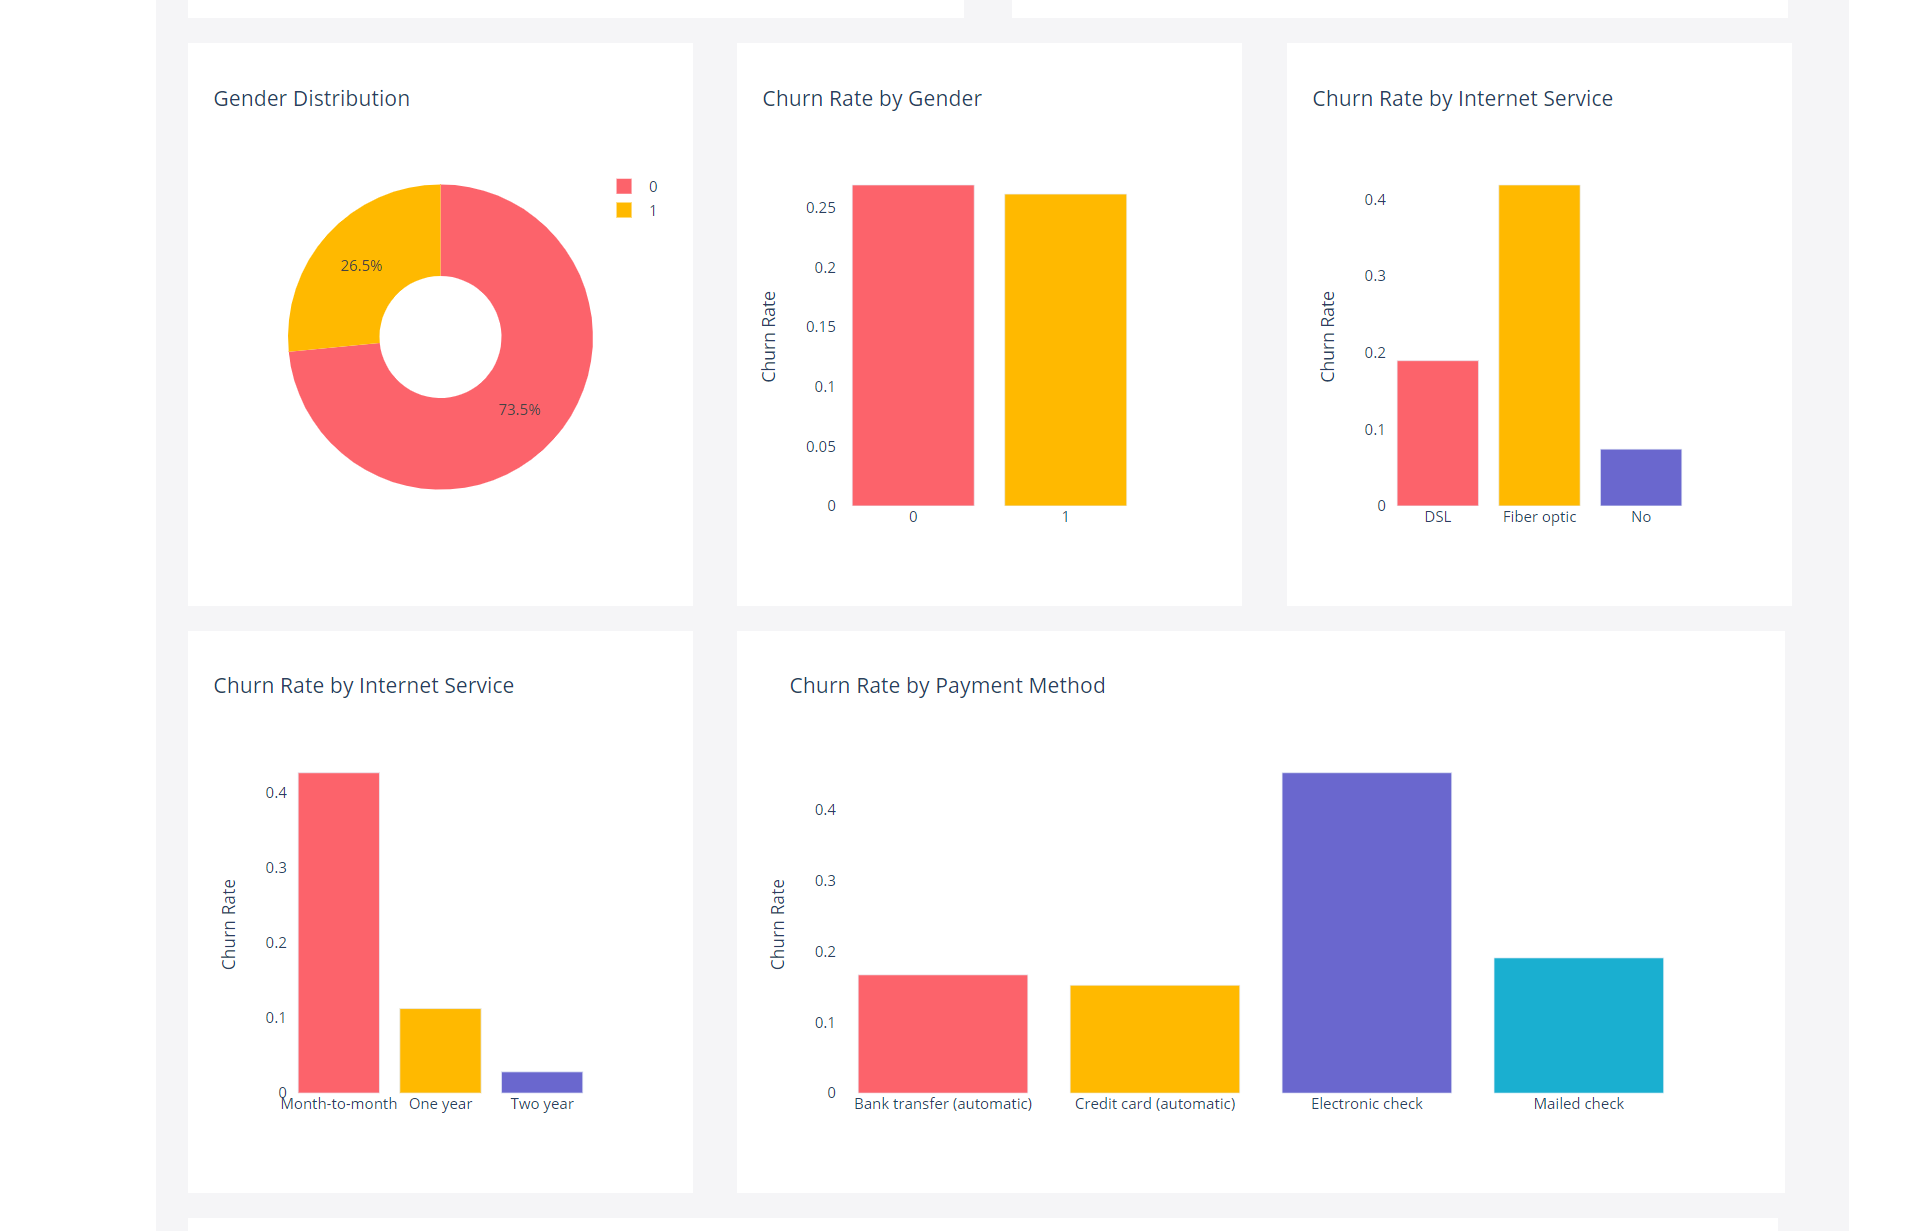 Gender Distribution
0
1
26.5%
73.5%
Churn Rate by Gender
Churn Rate
0.25
0.2
0.15
0.1
0.05
0
0
1
Churn Rate by Internet Service
Churn Rate
0.4
0.3
0.2
0.1
0
DSL
Fiber optic
No
Churn Rate by Internet Service
Churn Rate
0.4
0.3
0.2
0.1
0
Month-to-month
One year
Two year
Churn Rate by Payment Method
Churn Rate
0.4
0.3
0.2
0.1
0
Bank transfer (automatic)
Credit card (automatic)
Electronic check
Mailed check